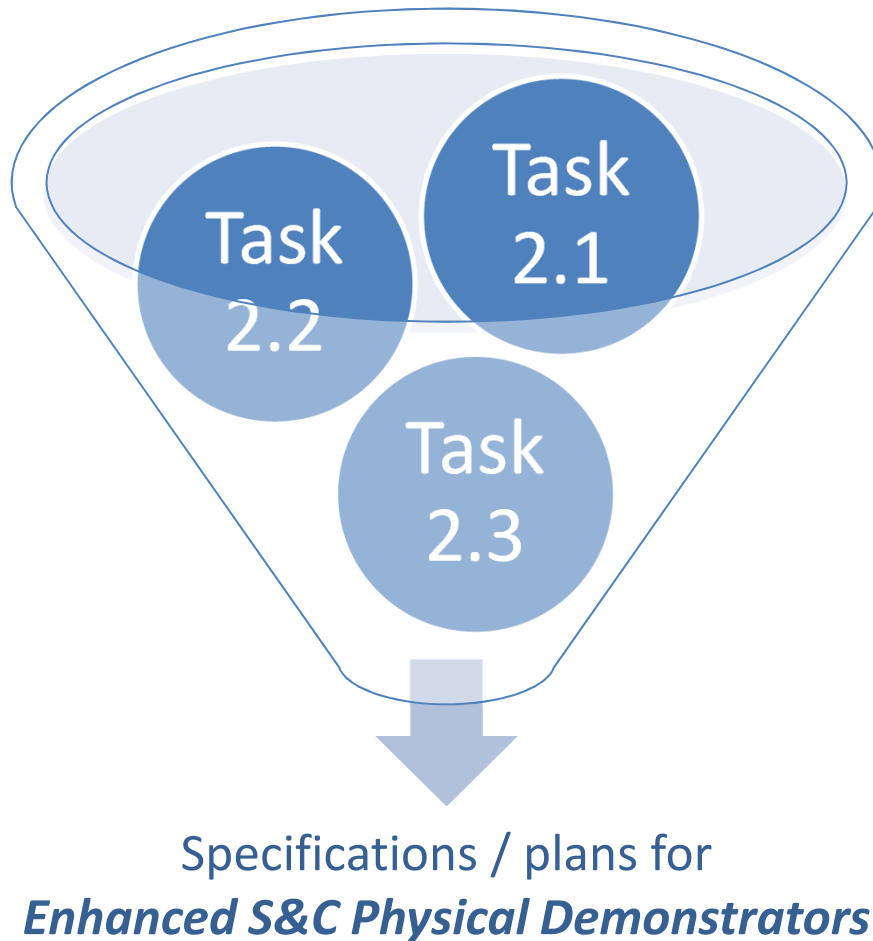 Task
2.1
Task
2.2
Task
2.3
Specifications / plans for
Enhanced S&C Physical Demonstrators